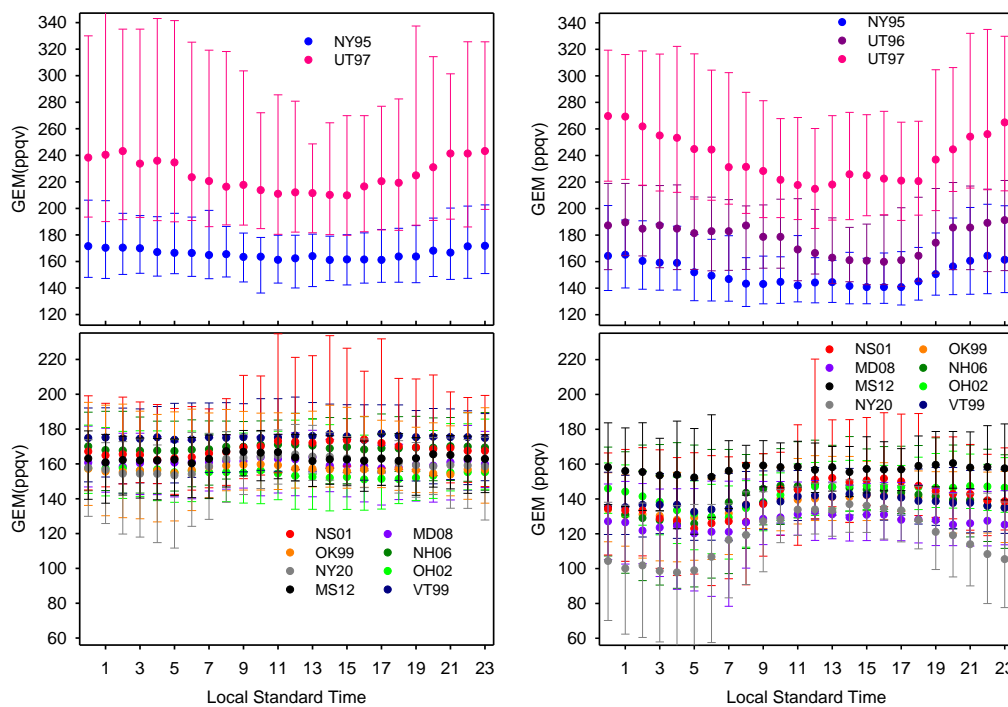 340
320
300
280
260
240
220
200
180
160
140
120
GEM(ppqv)
NY95
UT97
340
320
300
280
260
240
220
200
180
160
140
120
GEM (ppqv)
NY95
UT96
UT97
220
200
180
160
140
120
100
80
60
GEM(ppqv)
NS01 MD08
OK99 NH06
NY20 OH02
MS12 VT99
1 3 5 7 9 11 13 15 17 19 21 23
Local Standard Time
220
200
180
160
140
120
100
80
60
GEM (ppqv)
NS01 OK99
MD08 NH06
MS12 OH02
NY20 VT99
1 3 5 7 9 11 13 15 17 19 21 23
Local Standard Time